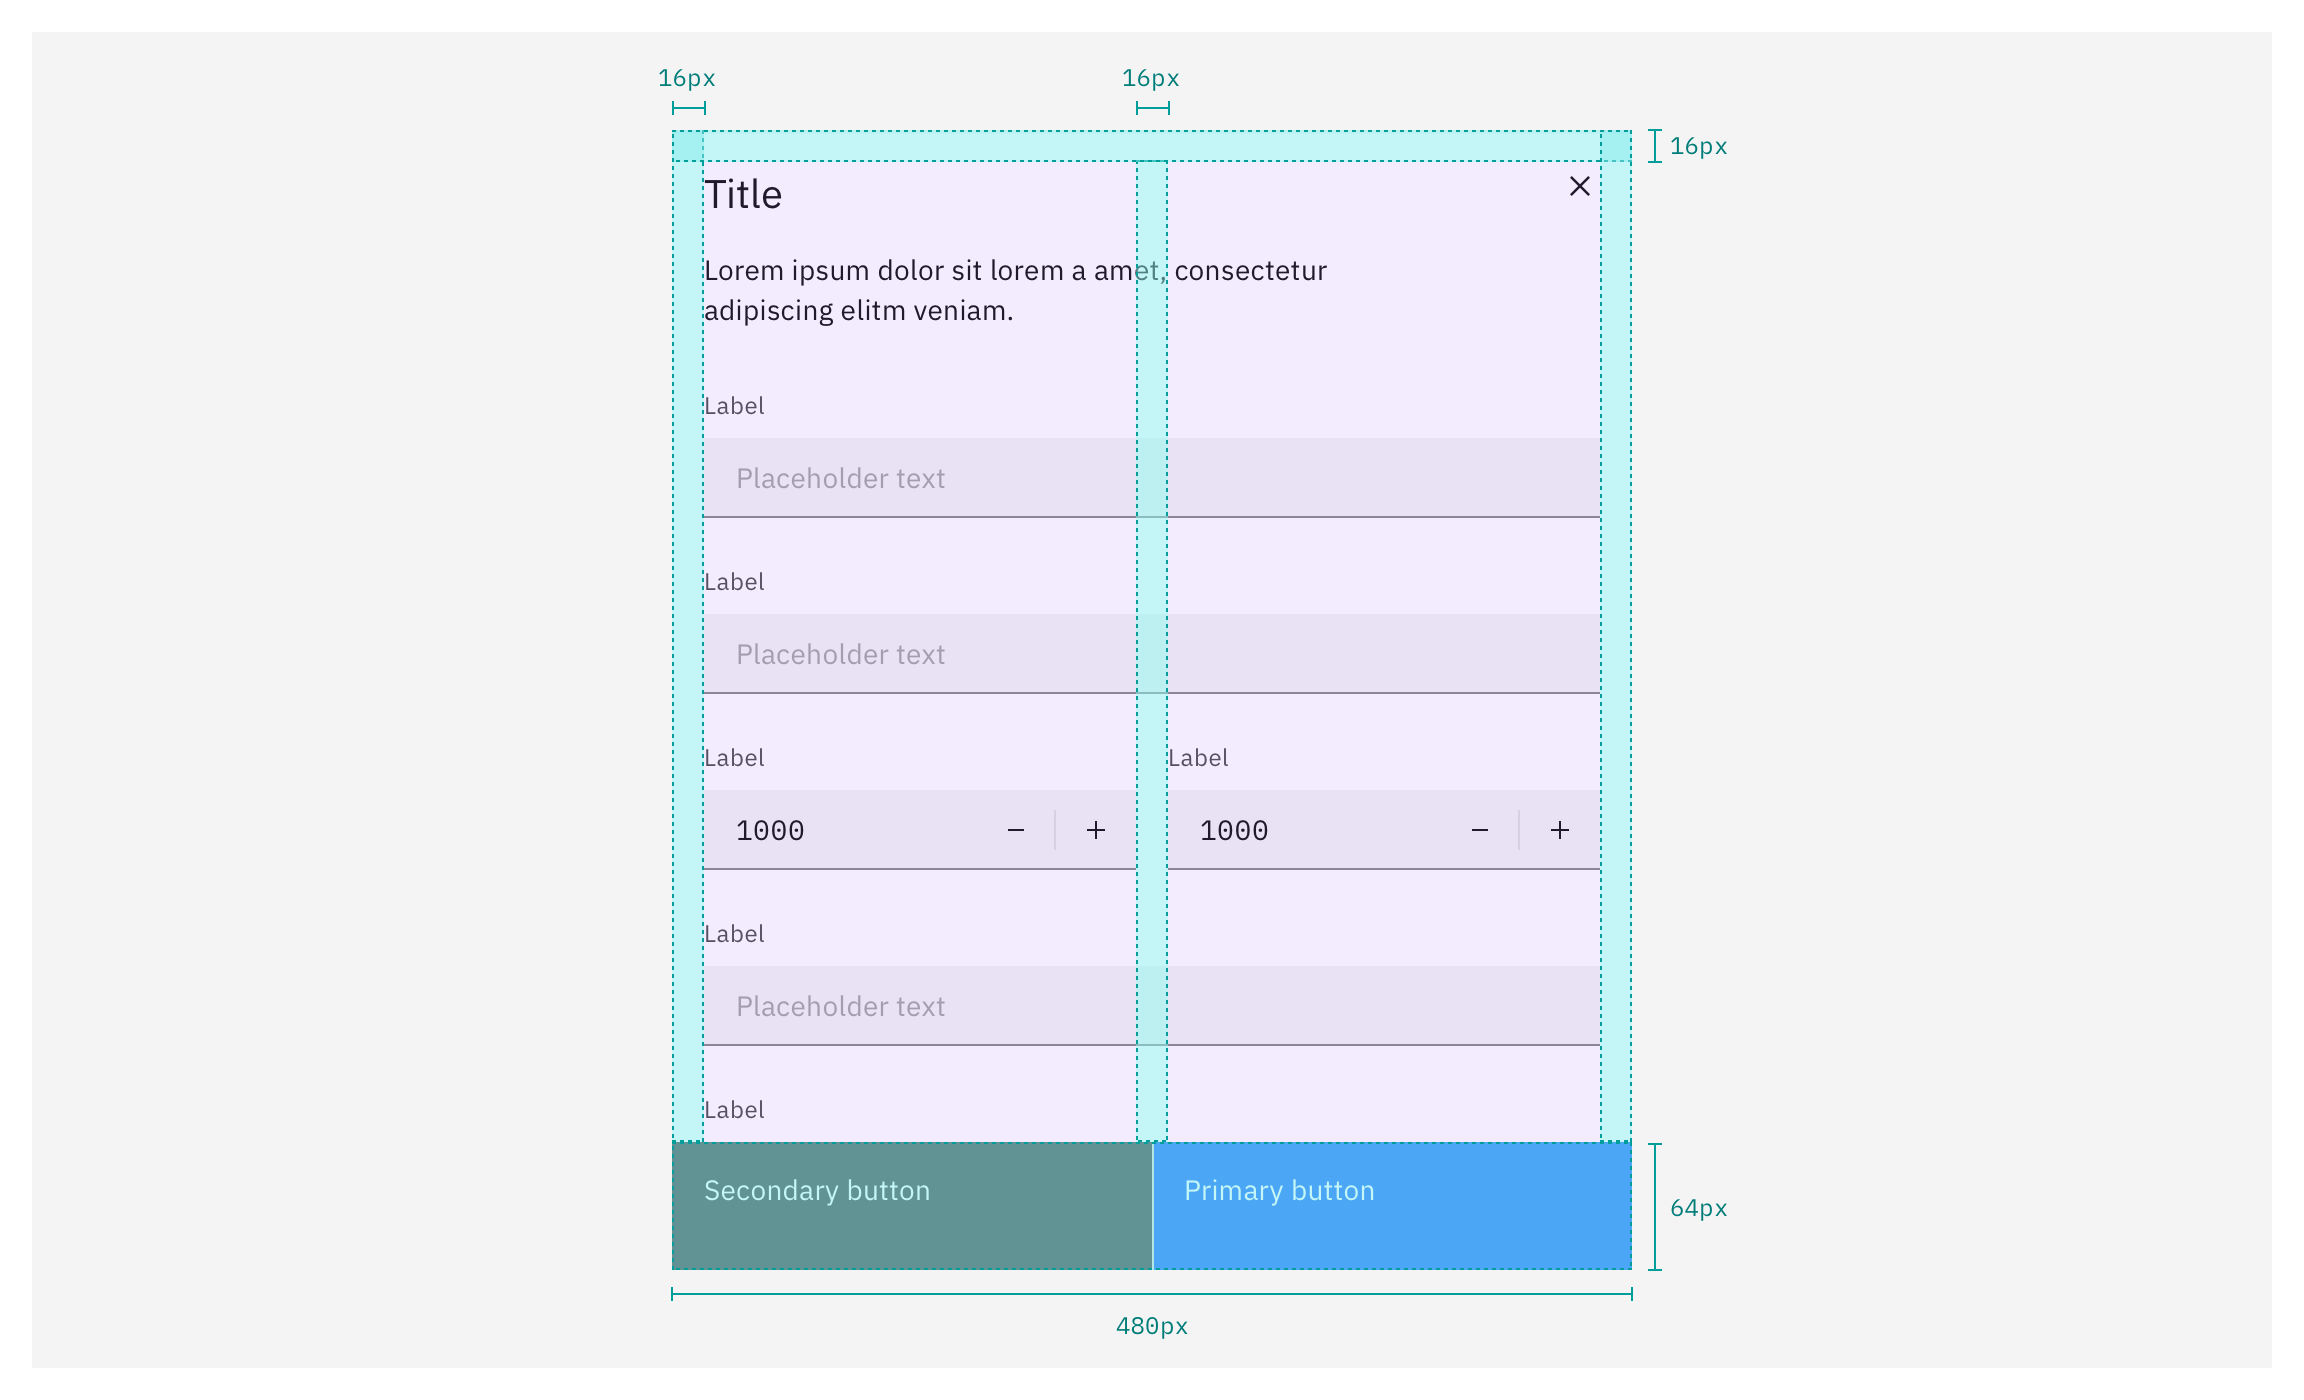 16px
16px
16px
Title
Lorem ipsum dolor sit lorem a amet, consectetur
adipiscing elitm veniam.
Label
Placeholder text
Label
Placeholder text
Label
Label
1000
1000
Label
Placeholder text
Label
Secondary button
Primary button
64px
480px